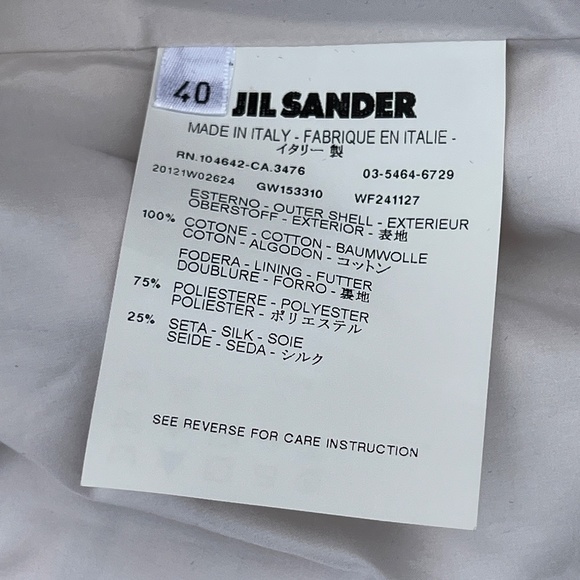 40
JIL SANDER
MADE IN ITALY - FABRIQUE EN ITALIE -
イタリー 製
RN.104642-CA.3476 03-5464-6729
20121W02624 GW153310 WF241127
ESTERNO - OUTER SHELL - EXTERIEUR
OBERSTOFF - EXTERIOR - 表地
100% COTONE - COTTON - BAUMWOLLE
COTON - ALGODON - コットン
FODERA - LINING - FUTTER
DOUBLURE - FORRO - 裏地
75% POLIESTERE - POLYESTER
POLIESTER - ポリエステル
25% SETA - SILK - SOIE
SEIDE - SEDA - シルク
SEE REVERSE FOR CARE INSTRUCTION